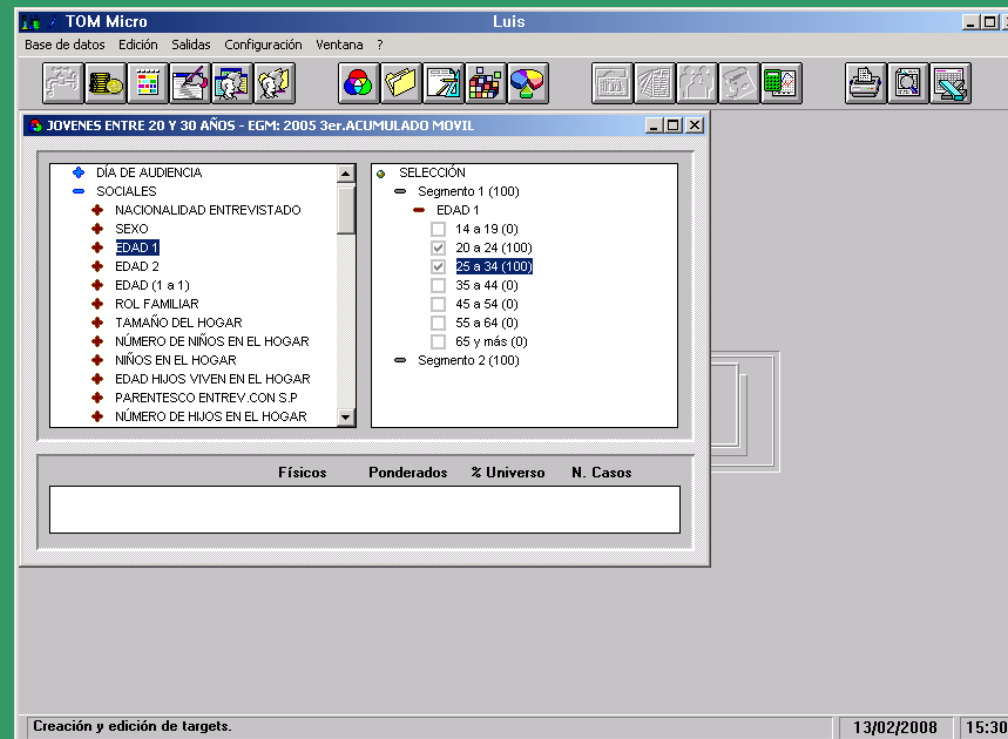 TOM Micro Luis
Base de datos Edición Salidas Configuración Ventana ?
JOVENES ENTRE 20 Y 30 AÑOS - EGM: 2005 3er.ACUMULADO MOVIL
DÍA DE AUDIENCIA
SOCIALES
NACIONALIDAD ENTREVISTADO
SEXO
EDAD 1
EDAD 2
EDAD (1 a 1)
ROL FAMILIAR
TAMAÑO DEL HOGAR
NÚMERO DE NIÑOS EN EL HOGAR
NIÑOS EN EL HOGAR
EDAD HIJOS VIVEN EN EL HOGAR
PARENTESCO ENTREV.CON S.P
NÚMERO DE HIJOS EN EL HOGAR
SELECCIÓN
Segmento 1 (100)
EDAD 1
14 a 19 (0)
20 a 24 (100)
25 a 34 (100)
35 a 44 (0)
45 a 54 (0)
55 a 64 (0)
65 y más (0)
Segmento 2 (100)
Físicos Ponderados % Universo N. Casos
Creación y edición de targets. 13/02/2008 15:30